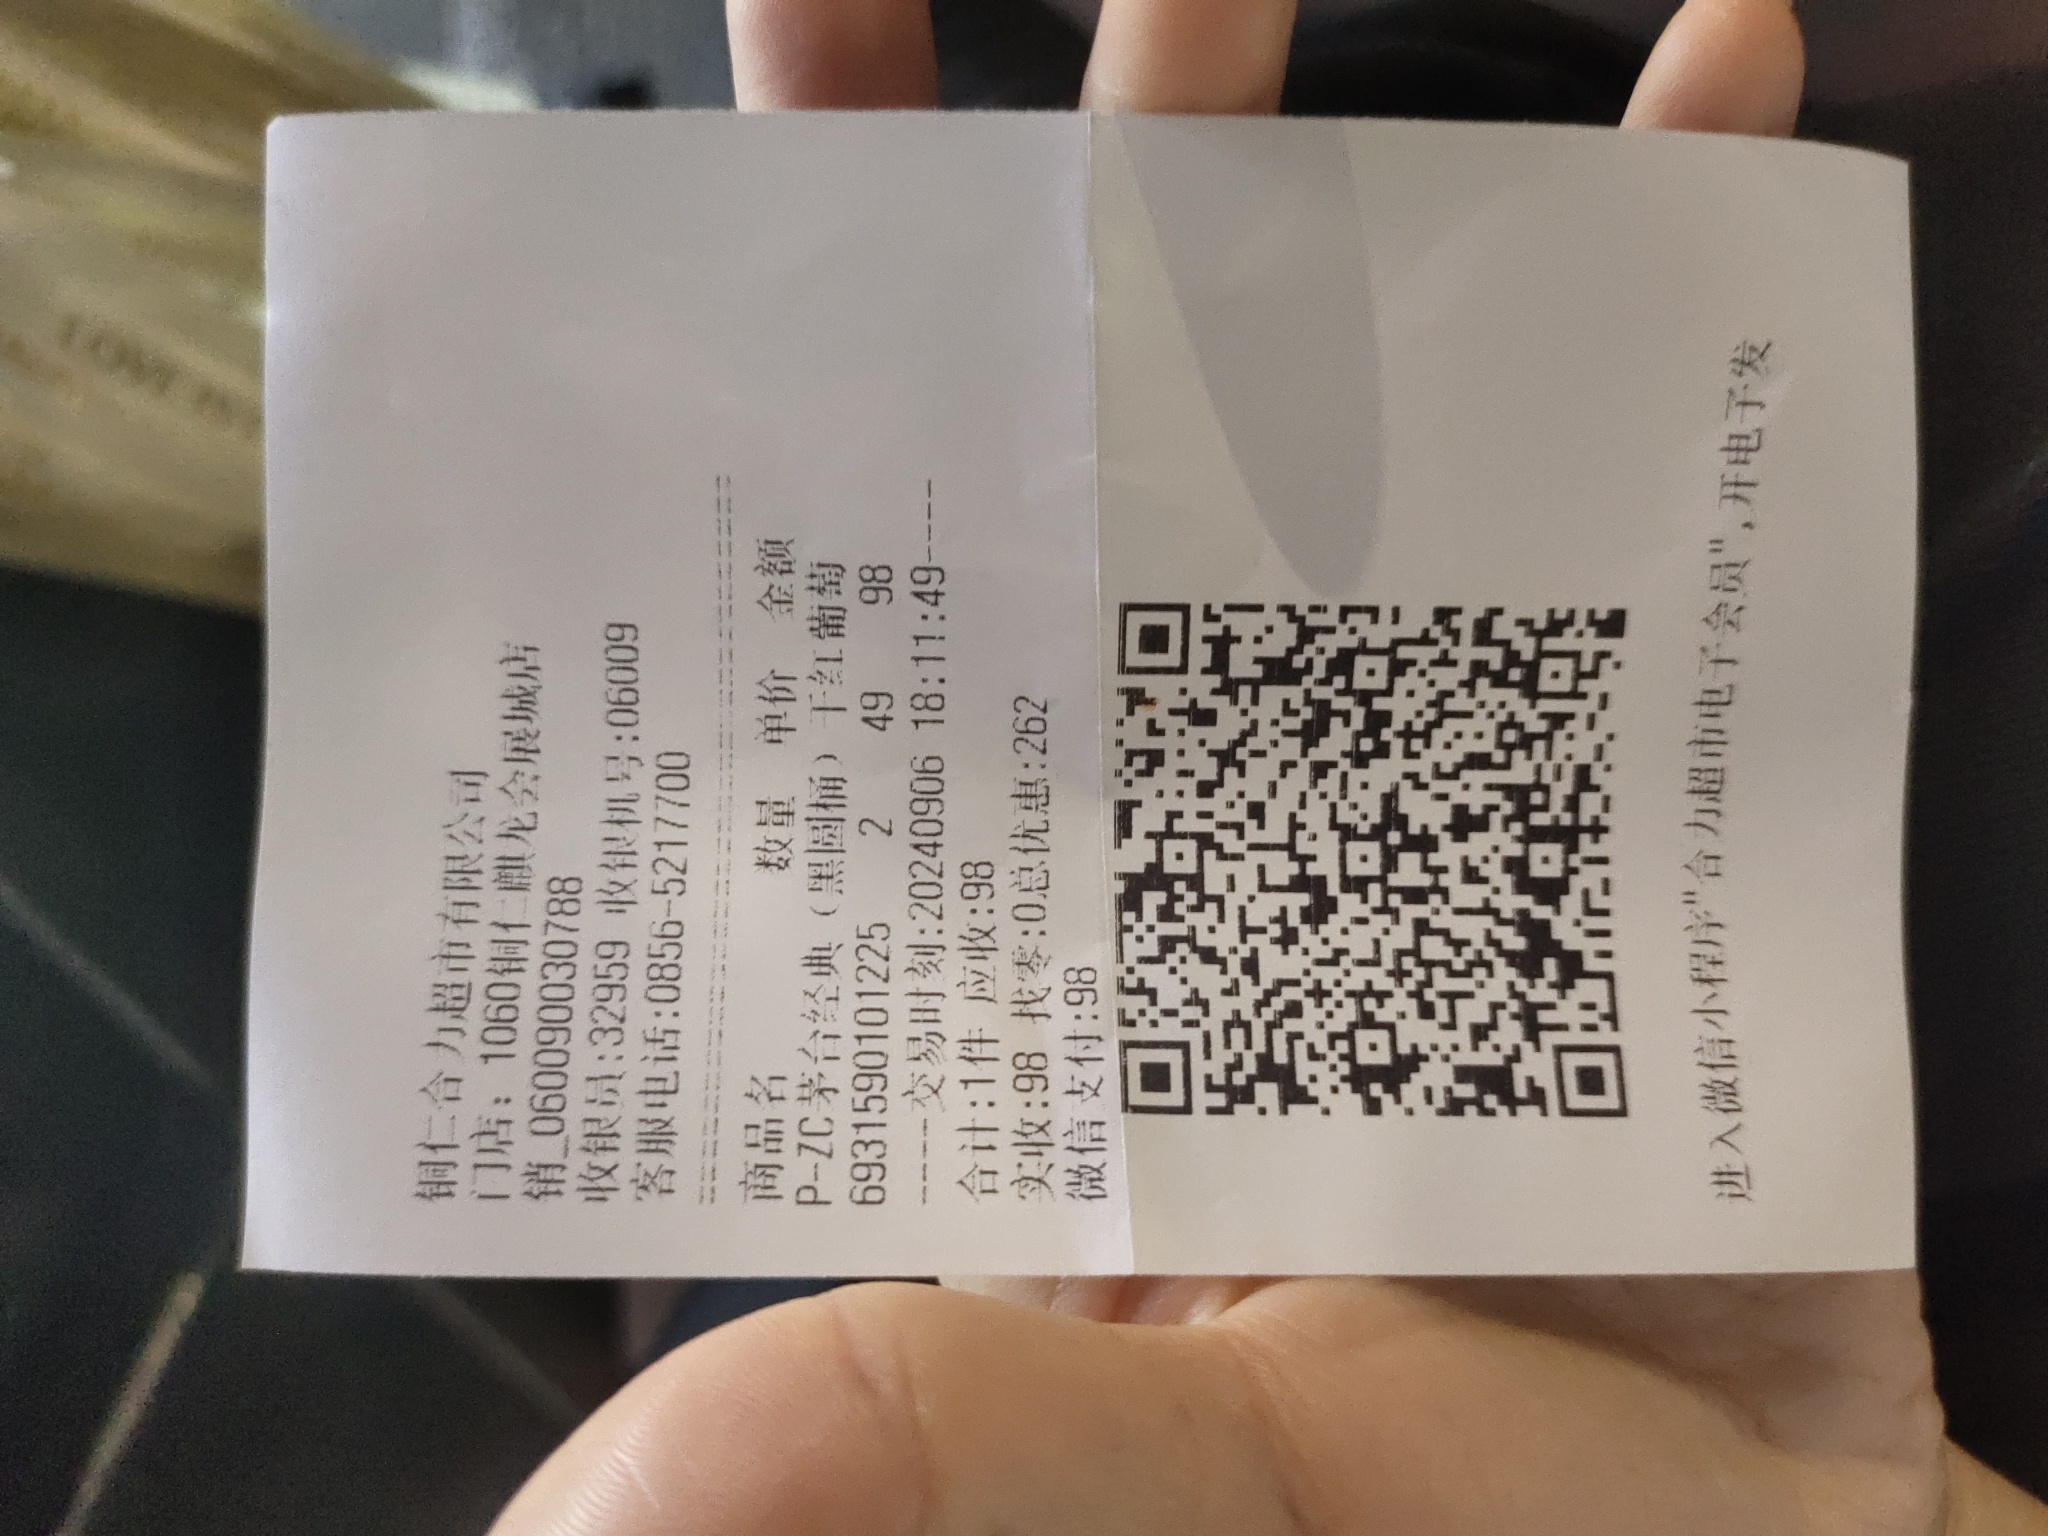 铜仁合力超市有限公司
门店: 1060铜仁麒龙会展城店
销_060090030788
收银员:329959 收银机号:06009
客服电话:0856-5217700
================================
商品名 数量 单价 金额
P-ZC茅台经典（黑圆桶）干红葡萄
6931590101225 2 49 98
----交易时刻:20240906 18:11:49----
合计:1件 应收:98
实收:98 找零:0总优惠:262
微信支付:98
进入微信小程序"合力超市电子会员",开电子发